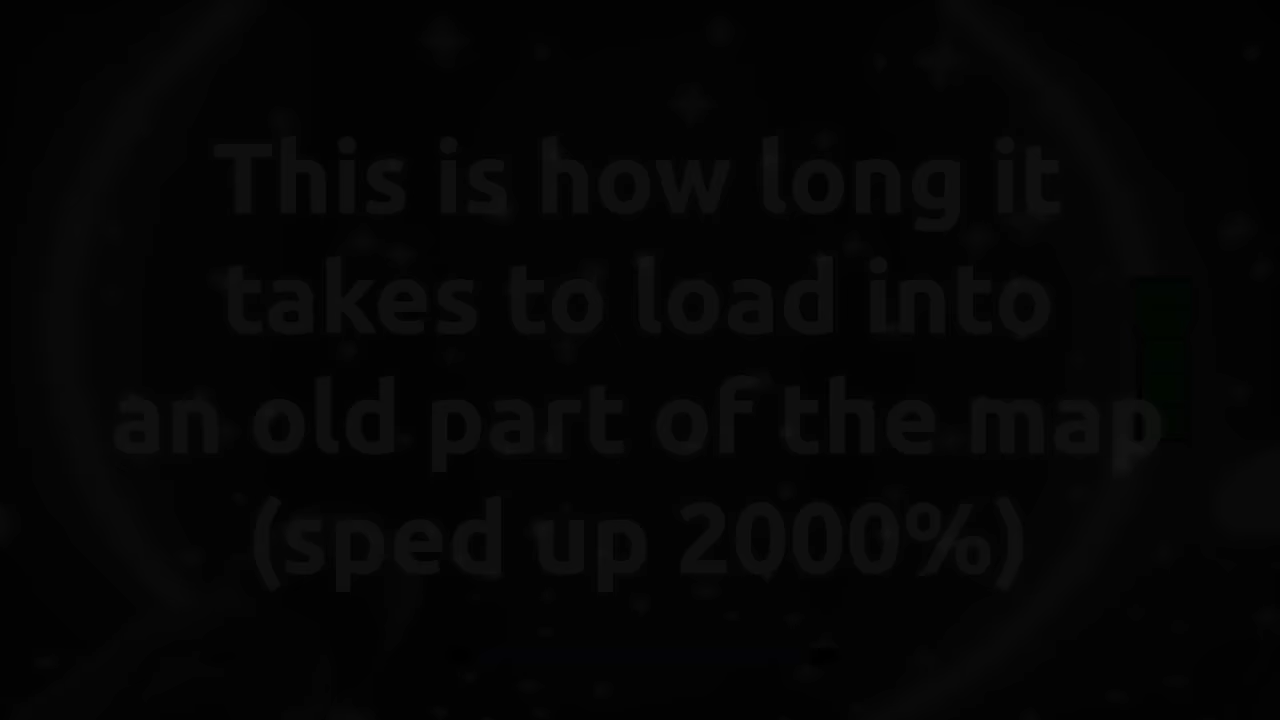 This is how long it
takes to load into
an old part of the map
(sped up 2000%)